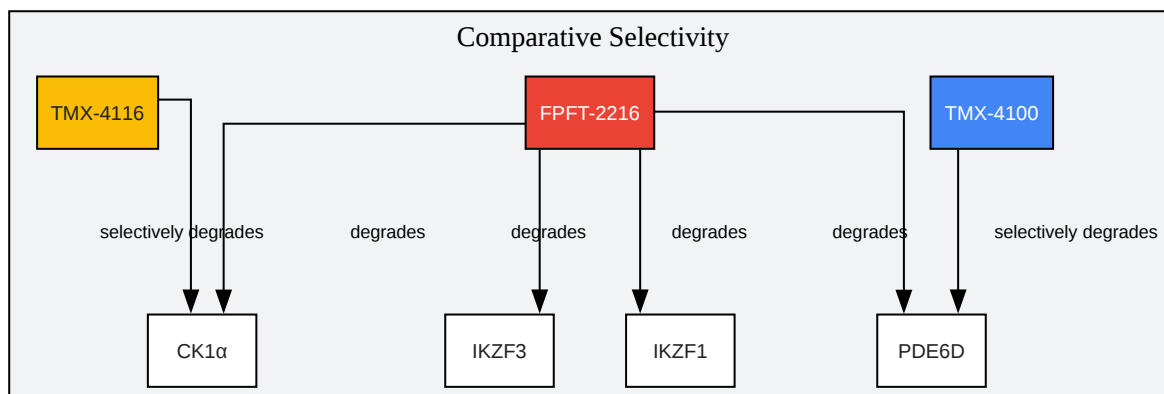 Comparative Selectivity
TMX-4116
FPFT-2216
TMX-4100
selectively degrades
degrades
degrades
degrades
degrades
selectively degrades
CK1α
IKZF3
IKZF1
PDE6D